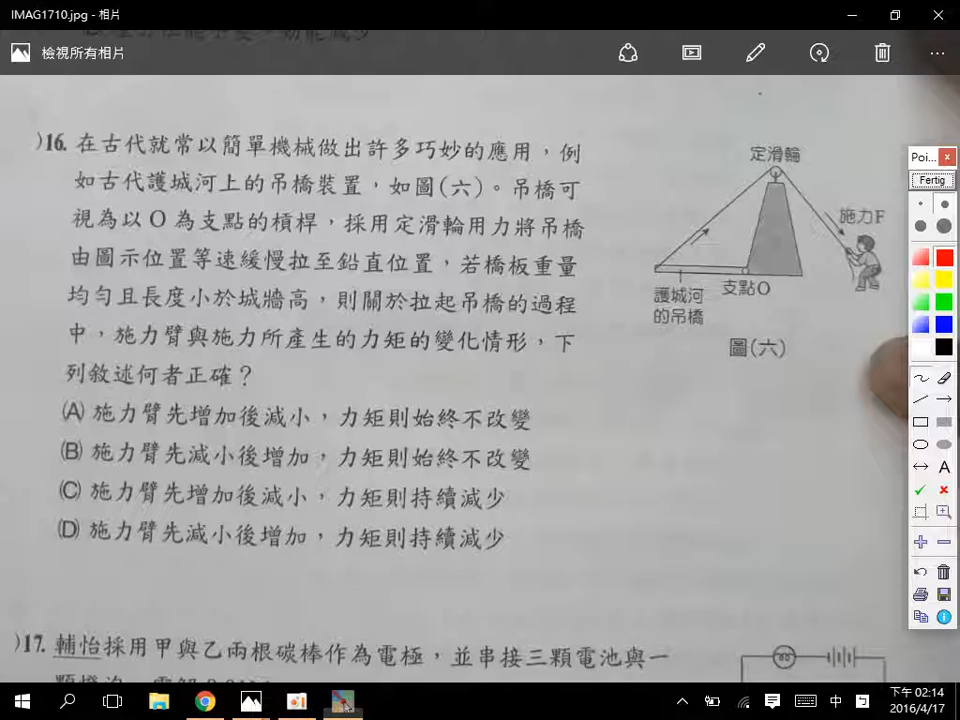 IMAG1710.jpg - 相片
檢視所有相片
)16. 在古代就常以簡單機械做出許多巧妙的應用，例
如古代護城河上的吊橋裝置，如圖(六)。吊橋可
視為以 O 為支點的槓桿，採用定滑輪用力將吊橋
由圖示位置等速緩慢拉至鉛直位置，若橋板重量
均勻且長度小於城牆高，則關於拉起吊橋的過程
中，施力臂與施力所產生的力矩的變化情形，下
列敘述何者正確？
(A) 施力臂先增加後減小，力矩則始終不改變
(B) 施力臂先減小後增加，力矩則始終不改變
(C) 施力臂先增加後減小，力矩則持續減少
(D) 施力臂先減小後增加，力矩則持續減少
定滑輪
施力F
護城河
的吊橋
支點O
圖(六)
)17. 輔怡採用甲與乙兩根碳棒作為電極，並串接三顆電池與一
Poi...
Fertig
A
中
下午 02:14
2016/4/17